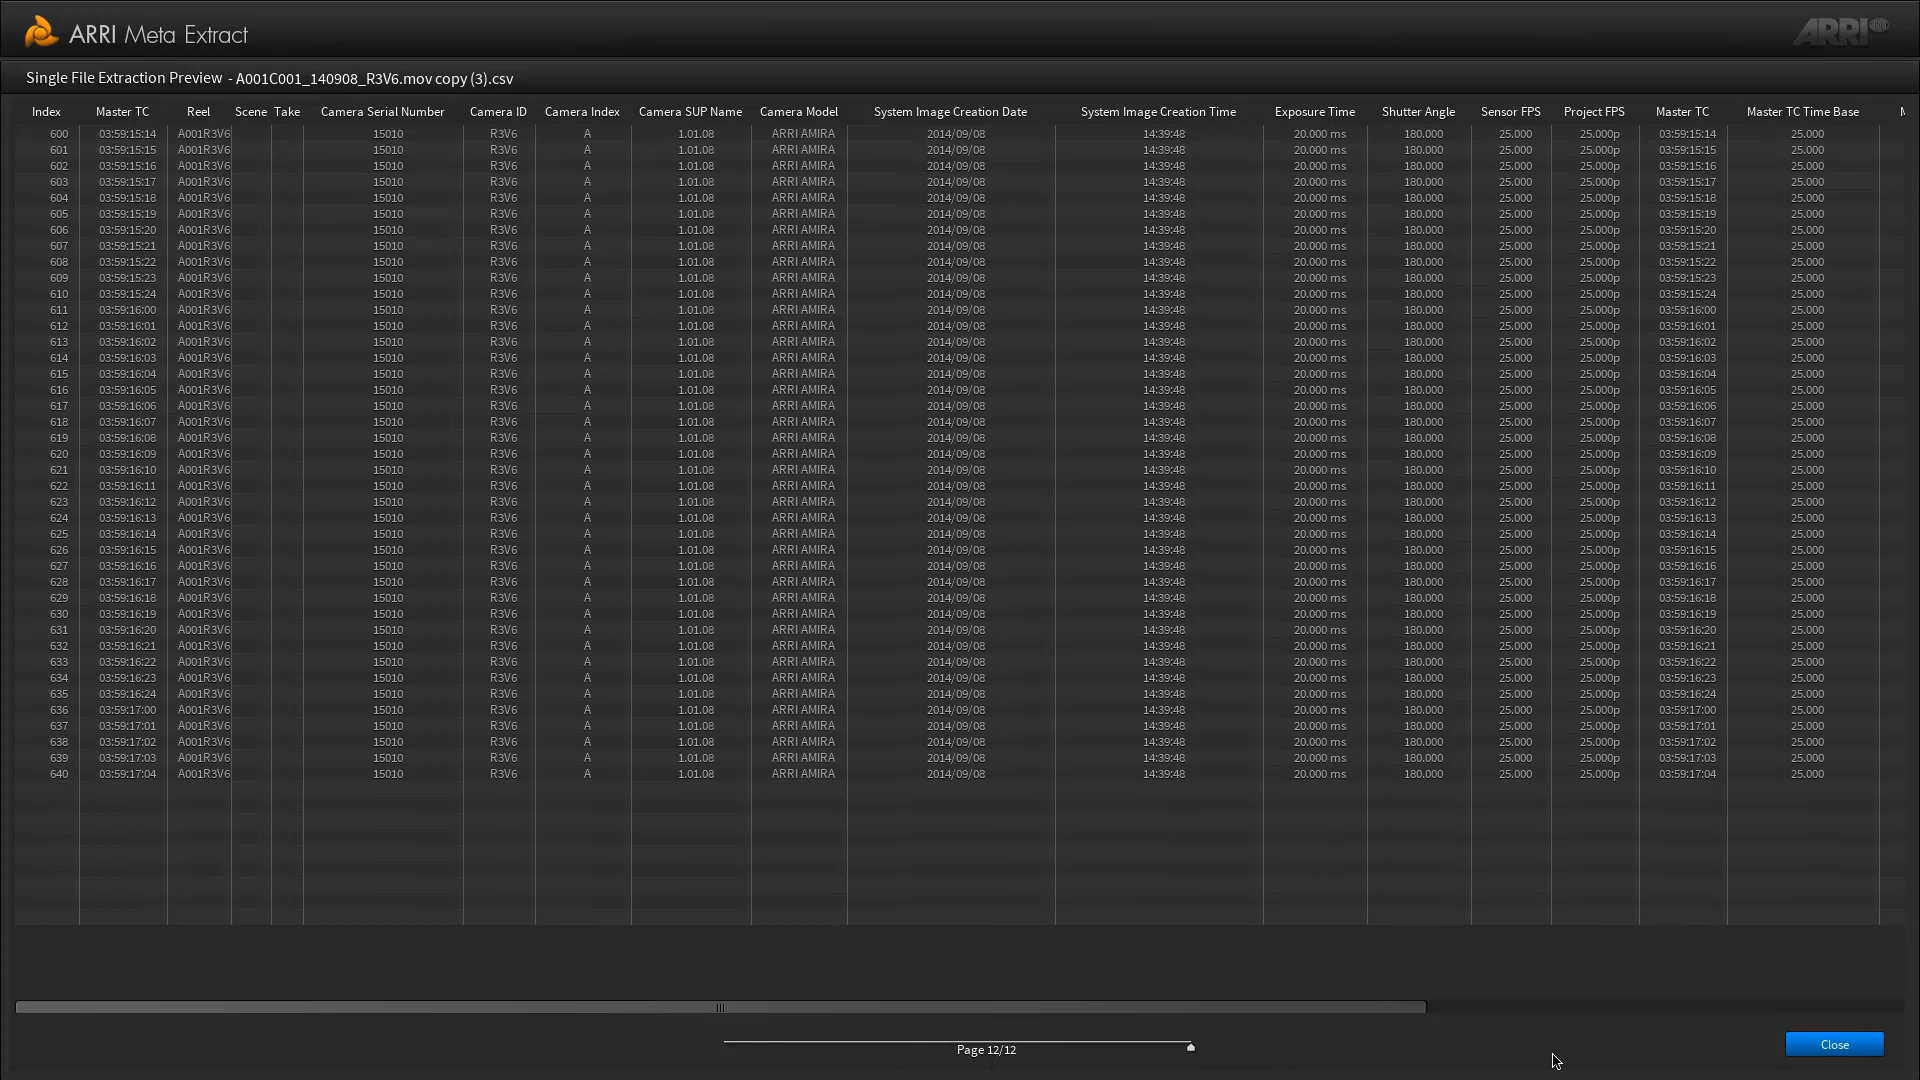 ARRI Meta Extract
ARRI
Single File Extraction Preview - A001C001_140908_R3V6.mov copy (3).csv
Index Master TC Reel Scene Take Camera Serial Number Camera ID Camera Index Camera SUP Name Camera Model System Image Creation Date System Image Creation Time Exposure Time Shutter Angle Sensor FPS Project FPS Master TC Master TC Time Base
600 03:59:15:14 A001R3V6 15010 R3V6 A 1.01.08 ARRI AMIRA 2014/09/08 14:39:48 20.000 ms 180.000 25.000 25.000p 03:59:15:14 25.000
601 03:59:15:15 A001R3V6 15010 R3V6 A 1.01.08 ARRI AMIRA 2014/09/08 14:39:48 20.000 ms 180.000 25.000 25.000p 03:59:15:15 25.000
602 03:59:15:16 A001R3V6 15010 R3V6 A 1.01.08 ARRI AMIRA 2014/09/08 14:39:48 20.000 ms 180.000 25.000 25.000p 03:59:15:16 25.000
603 03:59:15:17 A001R3V6 15010 R3V6 A 1.01.08 ARRI AMIRA 2014/09/08 14:39:48 20.000 ms 180.000 25.000 25.000p 03:59:15:17 25.000
604 03:59:15:18 A001R3V6 15010 R3V6 A 1.01.08 ARRI AMIRA 2014/09/08 14:39:48 20.000 ms 180.000 25.000 25.000p 03:59:15:18 25.000
605 03:59:15:19 A001R3V6 15010 R3V6 A 1.01.08 ARRI AMIRA 2014/09/08 14:39:48 20.000 ms 180.000 25.000 25.000p 03:59:15:19 25.000
606 03:59:15:20 A001R3V6 15010 R3V6 A 1.01.08 ARRI AMIRA 2014/09/08 14:39:48 20.000 ms 180.000 25.000 25.000p 03:59:15:20 25.000
607 03:59:15:21 A001R3V6 15010 R3V6 A 1.01.08 ARRI AMIRA 2014/09/08 14:39:48 20.000 ms 180.000 25.000 25.000p 03:59:15:21 25.000
608 03:59:15:22 A001R3V6 15010 R3V6 A 1.01.08 ARRI AMIRA 2014/09/08 14:39:48 20.000 ms 180.000 25.000 25.000p 03:59:15:22 25.000
609 03:59:15:23 A001R3V6 15010 R3V6 A 1.01.08 ARRI AMIRA 2014/09/08 14:39:48 20.000 ms 180.000 25.000 25.000p 03:59:15:23 25.000
610 03:59:15:24 A001R3V6 15010 R3V6 A 1.01.08 ARRI AMIRA 2014/09/08 14:39:48 20.000 ms 180.000 25.000 25.000p 03:59:15:24 25.000
611 03:59:16:00 A001R3V6 15010 R3V6 A 1.01.08 ARRI AMIRA 2014/09/08 14:39:48 20.000 ms 180.000 25.000 25.000p 03:59:16:00 25.000
612 03:59:16:01 A001R3V6 15010 R3V6 A 1.01.08 ARRI AMIRA 2014/09/08 14:39:48 20.000 ms 180.000 25.000 25.000p 03:59:16:01 25.000
613 03:59:16:02 A001R3V6 15010 R3V6 A 1.01.08 ARRI AMIRA 2014/09/08 14:39:48 20.000 ms 180.000 25.000 25.000p 03:59:16:02 25.000
614 03:59:16:03 A001R3V6 15010 R3V6 A 1.01.08 ARRI AMIRA 2014/09/08 14:39:48 20.000 ms 180.000 25.000 25.000p 03:59:16:03 25.000
615 03:59:16:04 A001R3V6 15010 R3V6 A 1.01.08 ARRI AMIRA 2014/09/08 14:39:48 20.000 ms 180.000 25.000 25.000p 03:59:16:04 25.000
616 03:59:16:05 A001R3V6 15010 R3V6 A 1.01.08 ARRI AMIRA 2014/09/08 14:39:48 20.000 ms 180.000 25.000 25.000p 03:59:16:05 25.000
617 03:59:16:06 A001R3V6 15010 R3V6 A 1.01.08 ARRI AMIRA 2014/09/08 14:39:48 20.000 ms 180.000 25.000 25.000p 03:59:16:06 25.000
618 03:59:16:07 A001R3V6 15010 R3V6 A 1.01.08 ARRI AMIRA 2014/09/08 14:39:48 20.000 ms 180.000 25.000 25.000p 03:59:16:07 25.000
619 03:59:16:08 A001R3V6 15010 R3V6 A 1.01.08 ARRI AMIRA 2014/09/08 14:39:48 20.000 ms 180.000 25.000 25.000p 03:59:16:08 25.000
620 03:59:16:09 A001R3V6 15010 R3V6 A 1.01.08 ARRI AMIRA 2014/09/08 14:39:48 20.000 ms 180.000 25.000 25.000p 03:59:16:09 25.000
621 03:59:16:10 A001R3V6 15010 R3V6 A 1.01.08 ARRI AMIRA 2014/09/08 14:39:48 20.000 ms 180.000 25.000 25.000p 03:59:16:10 25.000
622 03:59:16:11 A001R3V6 15010 R3V6 A 1.01.08 ARRI AMIRA 2014/09/08 14:39:48 20.000 ms 180.000 25.000 25.000p 03:59:16:11 25.000
623 03:59:16:12 A001R3V6 15010 R3V6 A 1.01.08 ARRI AMIRA 2014/09/08 14:39:48 20.000 ms 180.000 25.000 25.000p 03:59:16:12 25.000
624 03:59:16:13 A001R3V6 15010 R3V6 A 1.01.08 ARRI AMIRA 2014/09/08 14:39:48 20.000 ms 180.000 25.000 25.000p 03:59:16:13 25.000
625 03:59:16:14 A001R3V6 15010 R3V6 A 1.01.08 ARRI AMIRA 2014/09/08 14:39:48 20.000 ms 180.000 25.000 25.000p 03:59:16:14 25.000
626 03:59:16:15 A001R3V6 15010 R3V6 A 1.01.08 ARRI AMIRA 2014/09/08 14:39:48 20.000 ms 180.000 25.000 25.000p 03:59:16:15 25.000
627 03:59:16:16 A001R3V6 15010 R3V6 A 1.01.08 ARRI AMIRA 2014/09/08 14:39:48 20.000 ms 180.000 25.000 25.000p 03:59:16:16 25.000
628 03:59:16:17 A001R3V6 15010 R3V6 A 1.01.08 ARRI AMIRA 2014/09/08 14:39:48 20.000 ms 180.000 25.000 25.000p 03:59:16:17 25.000
629 03:59:16:18 A001R3V6 15010 R3V6 A 1.01.08 ARRI AMIRA 2014/09/08 14:39:48 20.000 ms 180.000 25.000 25.000p 03:59:16:18 25.000
630 03:59:16:19 A001R3V6 15010 R3V6 A 1.01.08 ARRI AMIRA 2014/09/08 14:39:48 20.000 ms 180.000 25.000 25.000p 03:59:16:19 25.000
631 03:59:16:20 A001R3V6 15010 R3V6 A 1.01.08 ARRI AMIRA 2014/09/08 14:39:48 20.000 ms 180.000 25.000 25.000p 03:59:16:20 25.000
632 03:59:16:21 A001R3V6 15010 R3V6 A 1.01.08 ARRI AMIRA 2014/09/08 14:39:48 20.000 ms 180.000 25.000 25.000p 03:59:16:21 25.000
633 03:59:16:22 A001R3V6 15010 R3V6 A 1.01.08 ARRI AMIRA 2014/09/08 14:39:48 20.000 ms 180.000 25.000 25.000p 03:59:16:22 25.000
634 03:59:16:23 A001R3V6 15010 R3V6 A 1.01.08 ARRI AMIRA 2014/09/08 14:39:48 20.000 ms 180.000 25.000 25.000p 03:59:16:23 25.000
635 03:59:16:24 A001R3V6 15010 R3V6 A 1.01.08 ARRI AMIRA 2014/09/08 14:39:48 20.000 ms 180.000 25.000 25.000p 03:59:16:24 25.000
636 03:59:17:00 A001R3V6 15010 R3V6 A 1.01.08 ARRI AMIRA 2014/09/08 14:39:48 20.000 ms 180.000 25.000 25.000p 03:59:17:00 25.000
637 03:59:17:01 A001R3V6 15010 R3V6 A 1.01.08 ARRI AMIRA 2014/09/08 14:39:48 20.000 ms 180.000 25.000 25.000p 03:59:17:01 25.000
638 03:59:17:02 A001R3V6 15010 R3V6 A 1.01.08 ARRI AMIRA 2014/09/08 14:39:48 20.000 ms 180.000 25.000 25.000p 03:59:17:02 25.000
639 03:59:17:03 A001R3V6 15010 R3V6 A 1.01.08 ARRI AMIRA 2014/09/08 14:39:48 20.000 ms 180.000 25.000 25.000p 03:59:17:03 25.000
640 03:59:17:04 A001R3V6 15010 R3V6 A 1.01.08 ARRI AMIRA 2014/09/08 14:39:48 20.000 ms 180.000 25.000 25.000p 03:59:17:04 25.000
Page 12/12
Close